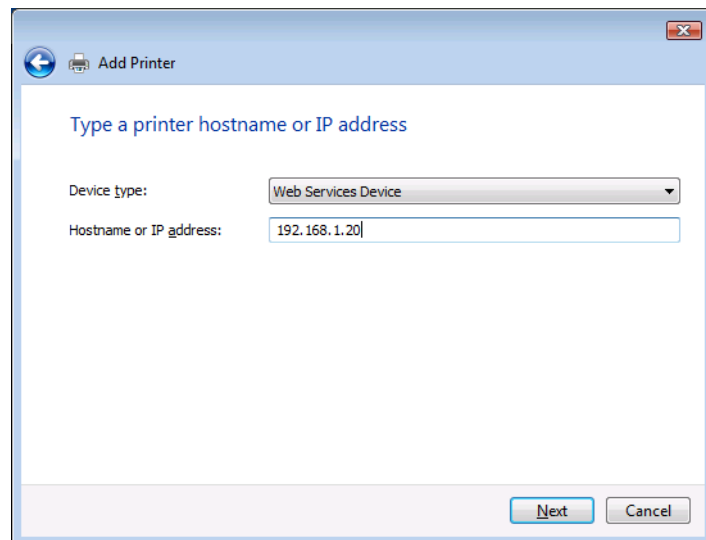 Add Printer
Type a printer hostname or IP address
Device type: Web Services Device
Hostname or IP address: 192.168.1.20
Next Cancel